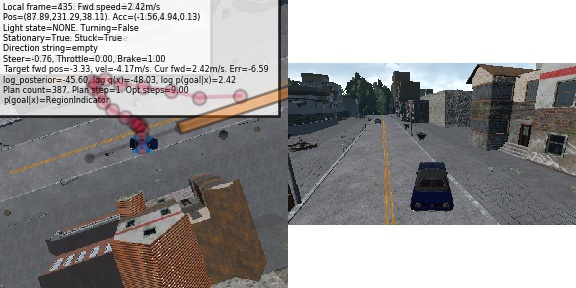 Local frame=435. Fwd speed=2.42m/s
Pos=(87.89,231.29,38.11). Acc=(-1.56,4.94,0.13)
Light state=NONE. Turning=False
Stationary=True. Stuck=True
Direction string=empty
Steer=-0.76, Throttle=0.00, Brake=1.00
Target fwd pos=-3.33, vel=-4.17m/s. Cur fwd=2.42m/s. Err=-6.59
log_posterior=-45.60, log q(x)=-48.03, log p(goal|x)=2.42
Plan count=387. Plan step=1. Opt steps=9.00
p(goal|x)=RegionIndicator